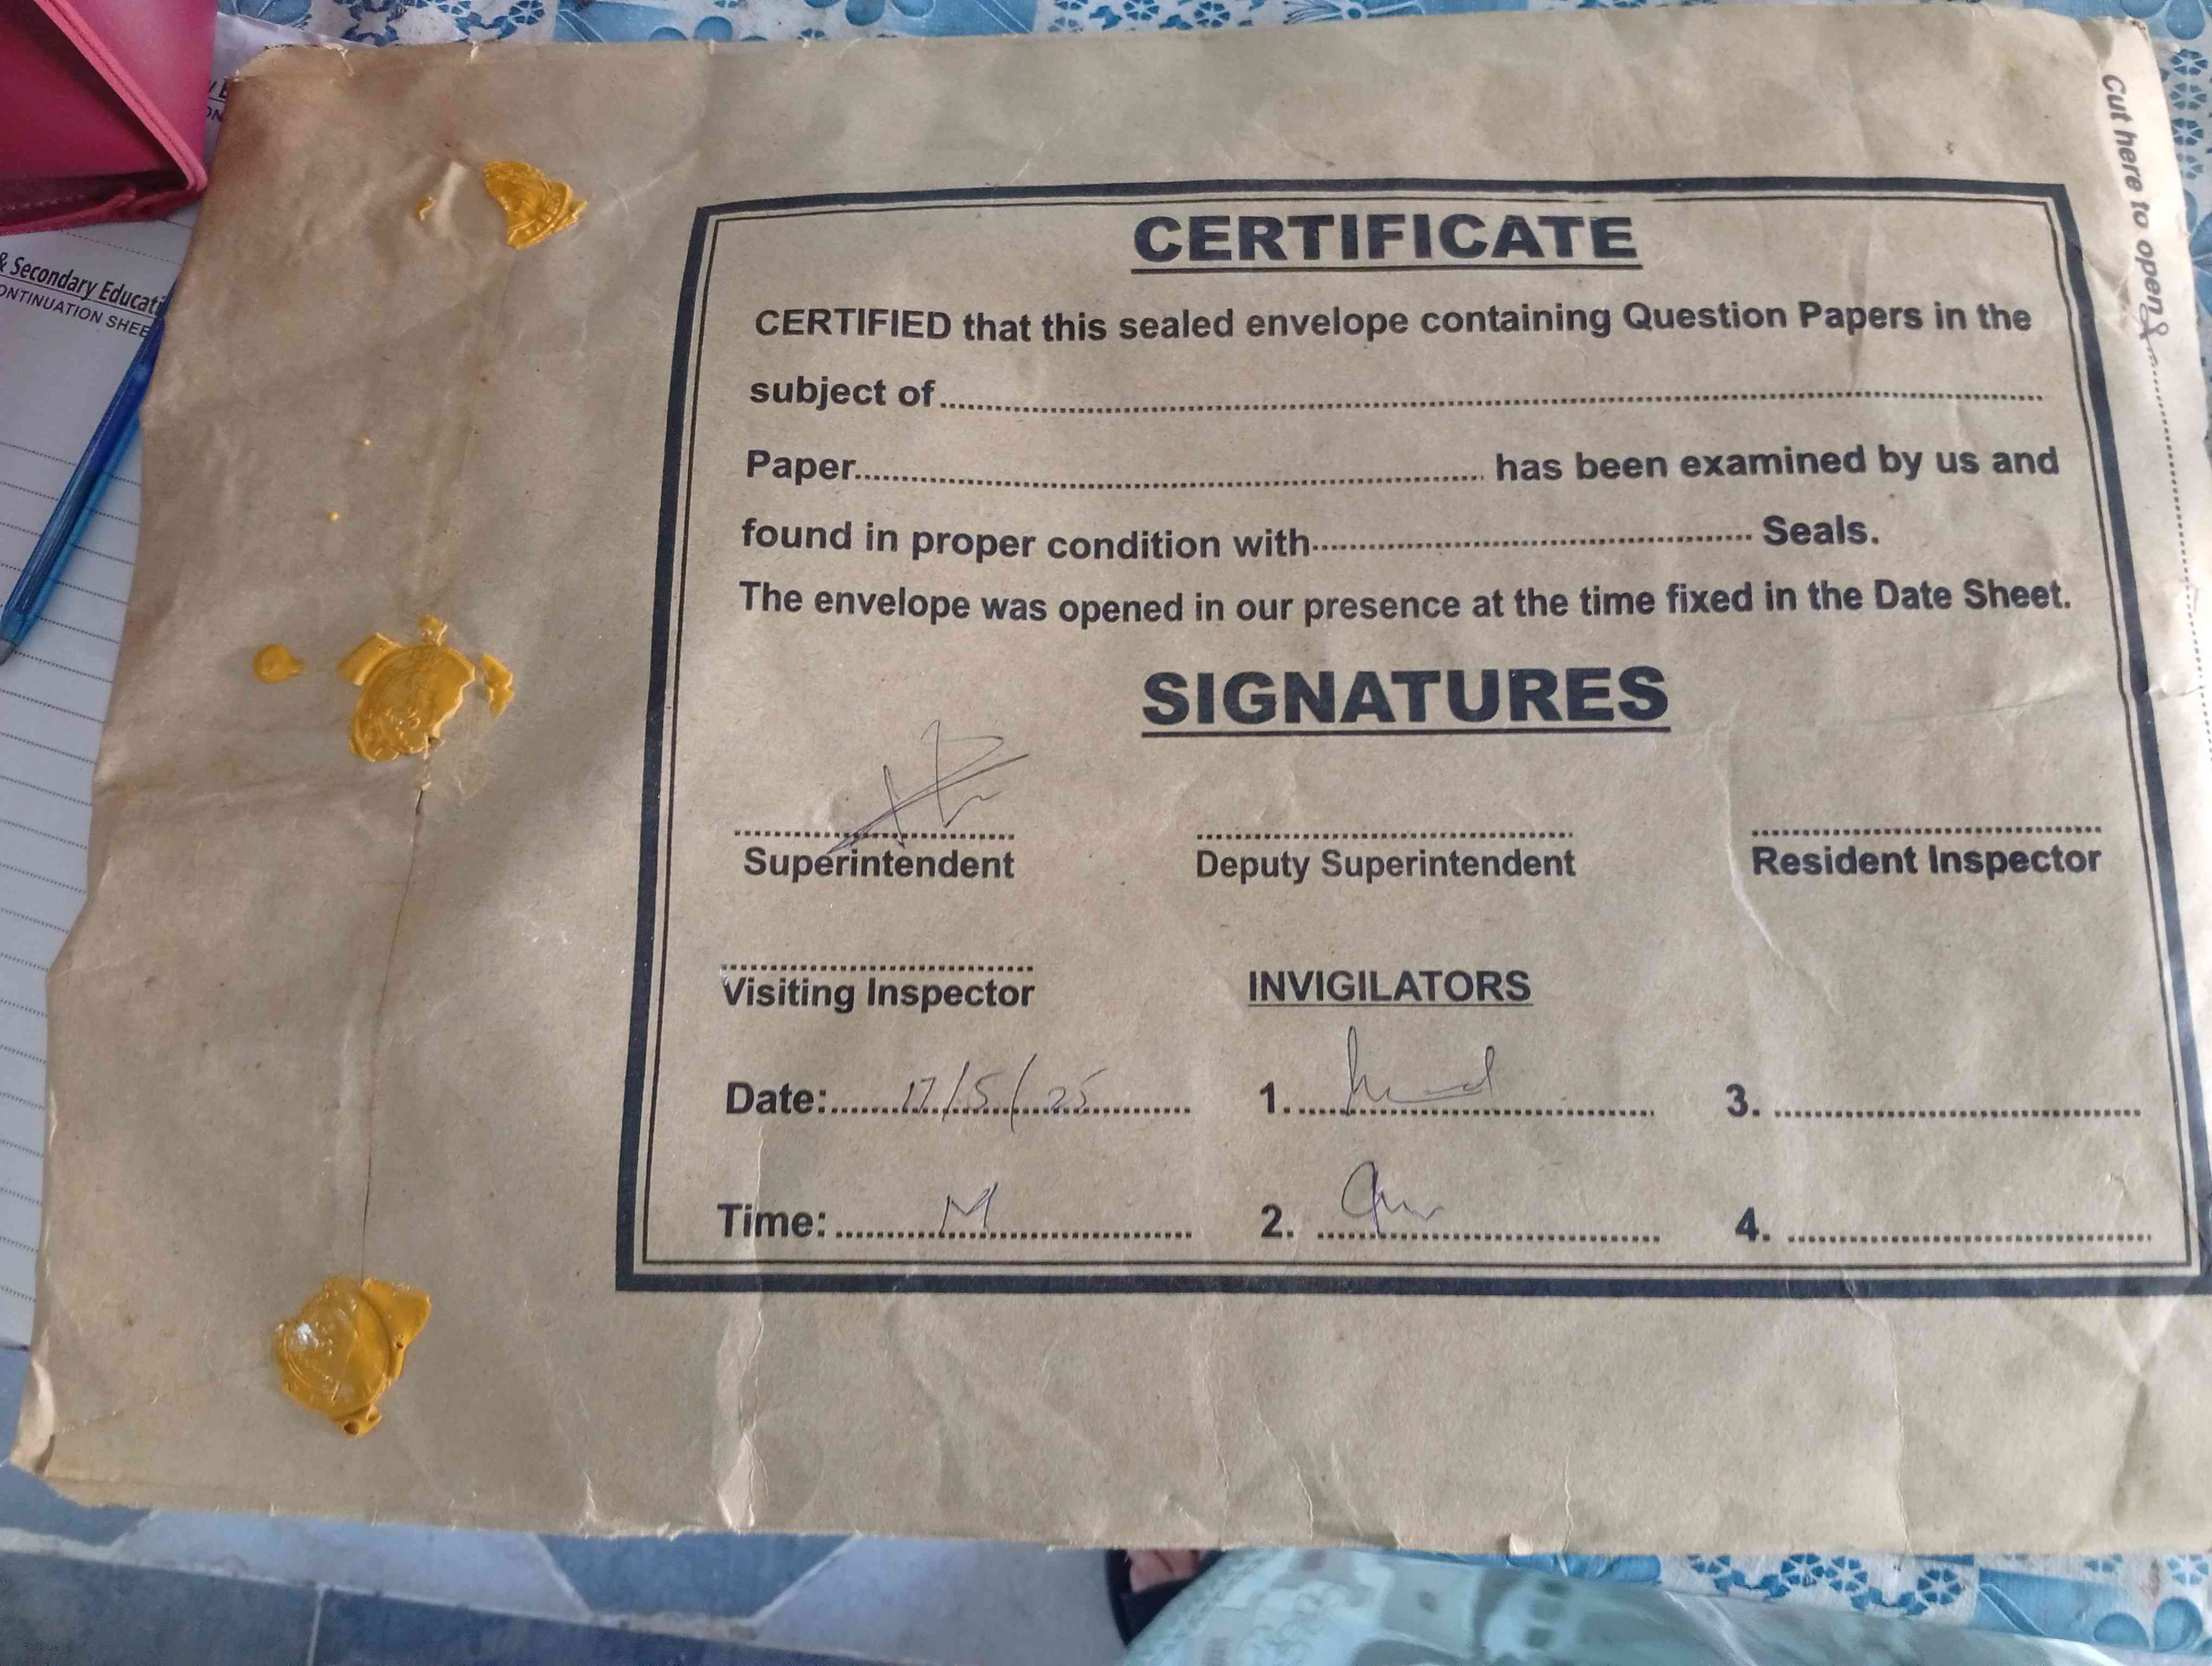 Cut here to open
& Secondary Educati
ONTINUATION SHEE
CERTIFICATE
CERTIFIED that this sealed envelope containing Question Papers in the
subject of
Paper has been examined by us and
found in proper condition with Seals.
The envelope was opened in our presence at the time fixed in the Date Sheet.
SIGNATURES
Superintendent Deputy Superintendent Resident Inspector
Visiting Inspector INVIGILATORS
Date: 17/5/25 1. 3.
Time: M 2. 4.